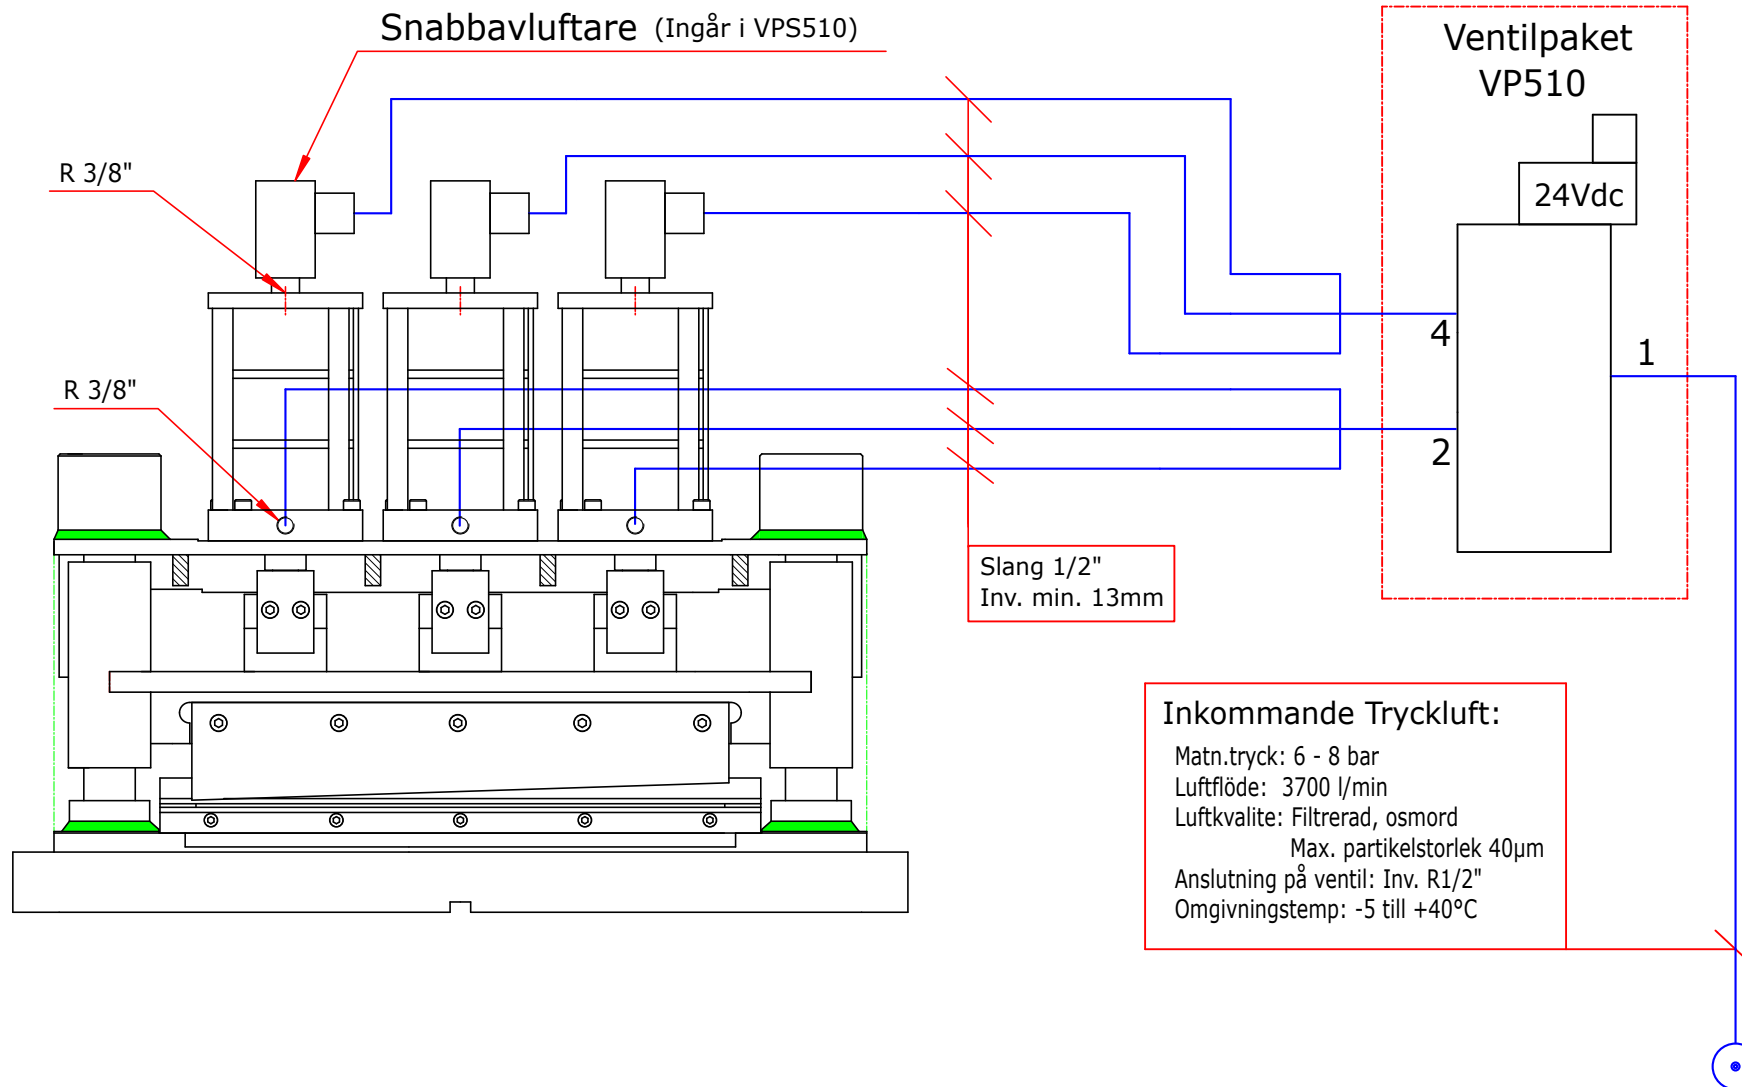 Snabbavluftare (Ingår i VPS510)
Ventilpaket
VP510
24Vdc
R 3/8"
R 3/8"
4
1
2
Slang 1/2"
Inv. min. 13mm
Inkommande Tryckluft:
Matn.tryck: 6 - 8 bar
Luftflöde: 3700 l/min
Luftkvalite: Filtrerad, osmord
Max. partikelstorlek 40µm
Anslutning på ventil: Inv. R1/2"
Omgivningstemp: -5 till +40°C